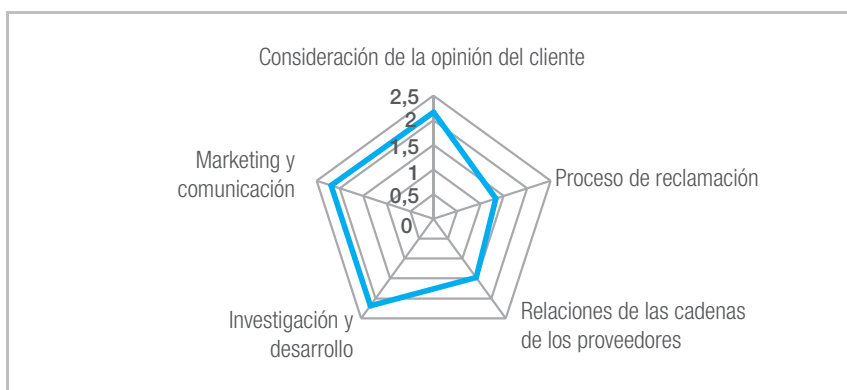 Consideración de la opinión del cliente
2,5
2
1,5
1
0,5
0
Marketing y
comunicación
Proceso de reclamación
Investigación y
desarrollo
Relaciones de las cadenas
de los proveedores